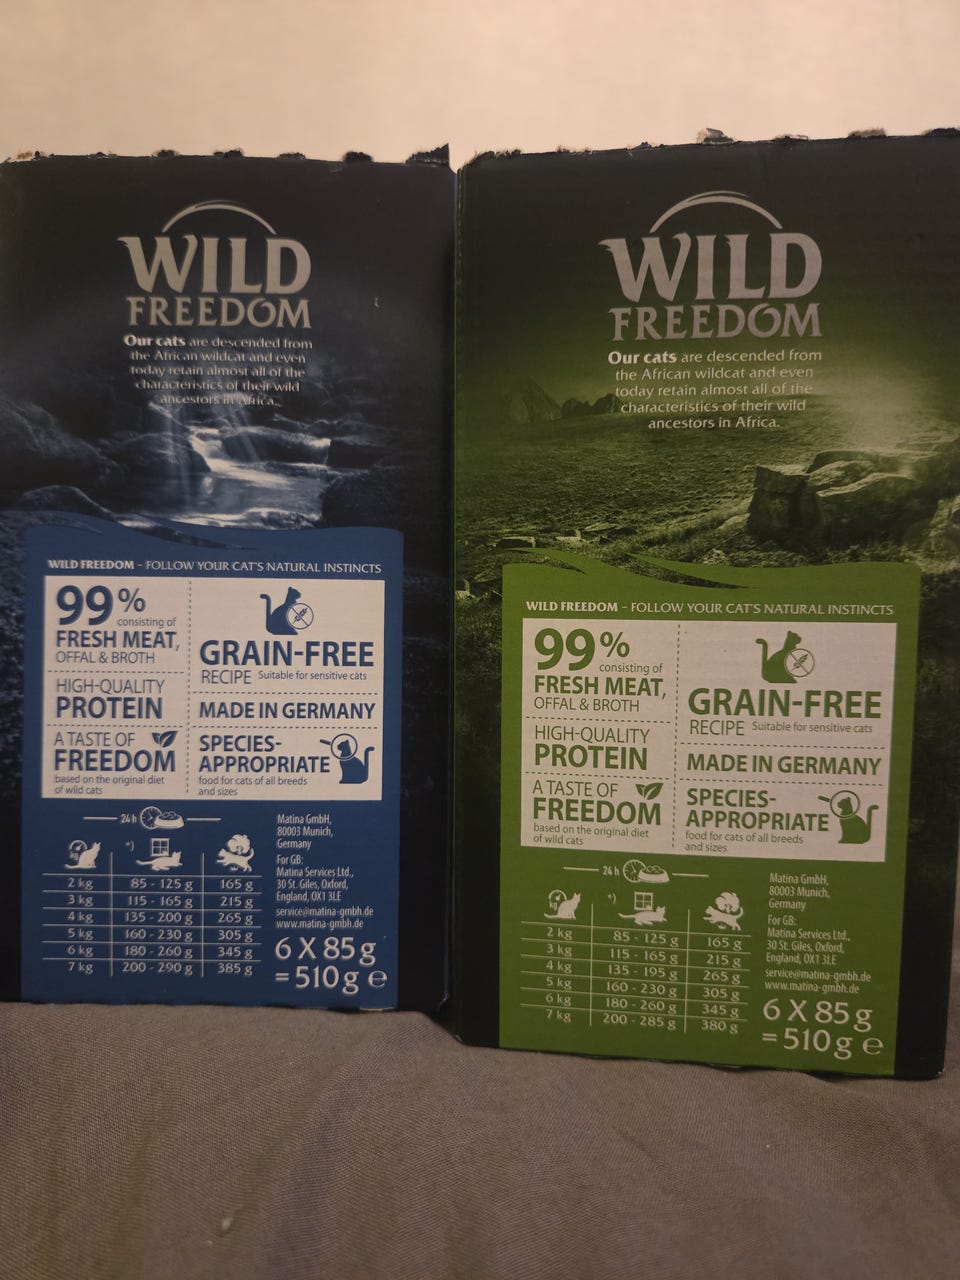 WILD
FREEDOM
Our cats are descended from
the African wildcat and even
today retain almost all of the
characteristics of their wild
ancestors in Africa.
WILD FREEDOM – FOLLOW YOUR CAT'S NATURAL INSTINCTS
99%
consisting of
FRESH MEAT,
OFFAL & BROTH
HIGH-QUALITY
PROTEIN
A TASTE OF
FREEDOM
based on the original diet
of wild cats
GRAIN-FREE
RECIPE Suitable for sensitive cats
MADE IN GERMANY
SPECIES-
APPROPRIATE
food for cats of all breeds
and sizes
24 h
kg *)
2 kg 85 - 125 g 165 g
3 kg 115 - 165 g 215 g
4 kg 135 - 200 g 265 g
5 kg 160 - 230 g 305 g
6 kg 180 - 260 g 345 g
7 kg 200 - 290 g 385 g
Matina GmbH,
80003 Munich,
Germany
For GB:
Matina Services Ltd.,
30 St. Giles, Oxford,
England, OX1 3LE
service@matina-gmbh.de
www.matina-gmbh.de
6 X 85g
= 510g e
WILD
FREEDOM
Our cats are descended from
the African wildcat and even
today retain almost all of the
characteristics of their wild
ancestors in Africa.
WILD FREEDOM – FOLLOW YOUR CAT'S NATURAL INSTINCTS
99%
consisting of
FRESH MEAT,
OFFAL & BROTH
HIGH-QUALITY
PROTEIN
A TASTE OF
FREEDOM
based on the original diet
of wild cats
GRAIN-FREE
RECIPE Suitable for sensitive cats
MADE IN GERMANY
SPECIES-
APPROPRIATE
food for cats of all breeds
and sizes
24 h
kg *)
2 kg 85 - 125 g 165 g
3 kg 115 - 165 g 215 g
4 kg 135 - 195 g 265 g
5 kg 160 - 230 g 305 g
6 kg 180 - 260 g 345 g
7 kg 200 - 285 g 380 g
Matina GmbH,
80003 Munich,
Germany
For GB:
Matina Services Ltd.,
30 St. Giles, Oxford,
England, OX1 3LE
service@matina-gmbh.de
www.matina-gmbh.de
6 X 85g
= 510g e